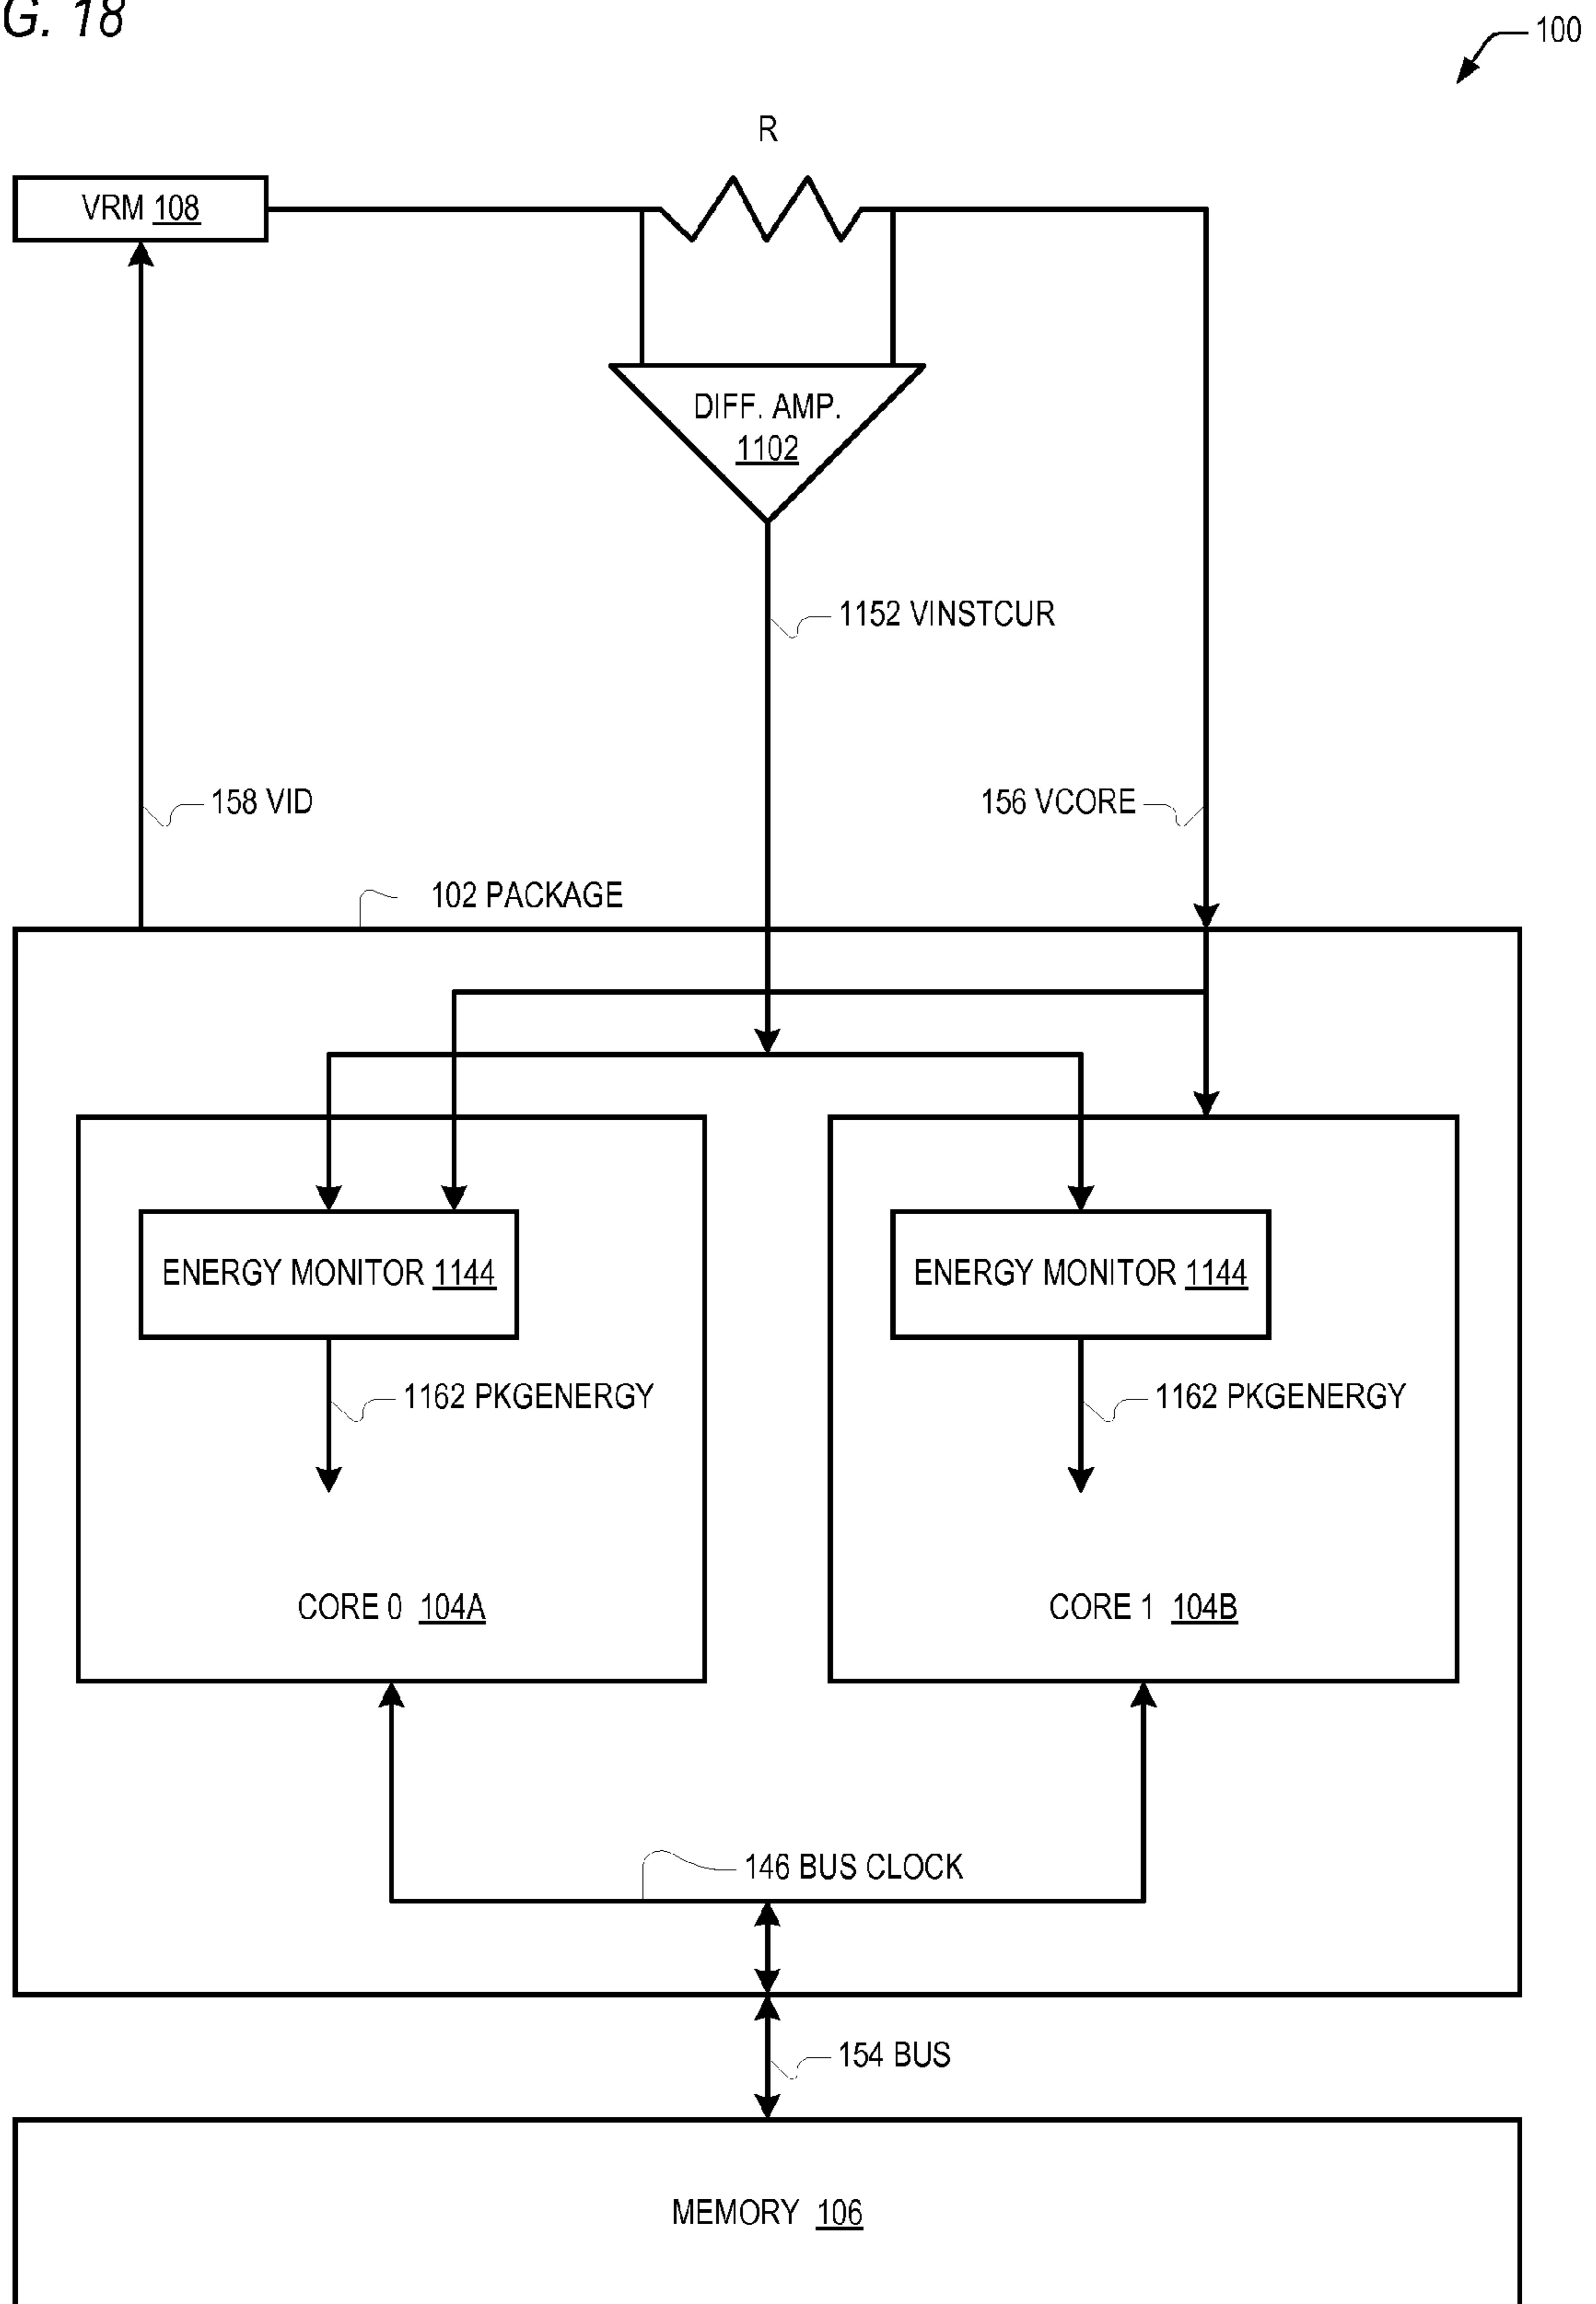 G. 18
100
R
VRM 108
DIFF. AMP.
1102
1152 VINSTCUR
158 VID
156 VCORE
102 PACKAGE
ENERGY MONITOR 1144
ENERGY MONITOR 1144
1162 PKGENERGY
1162 PKGENERGY
CORE 0 104A
CORE 1 104B
146 BUS CLOCK
154 BUS
MEMORY 106